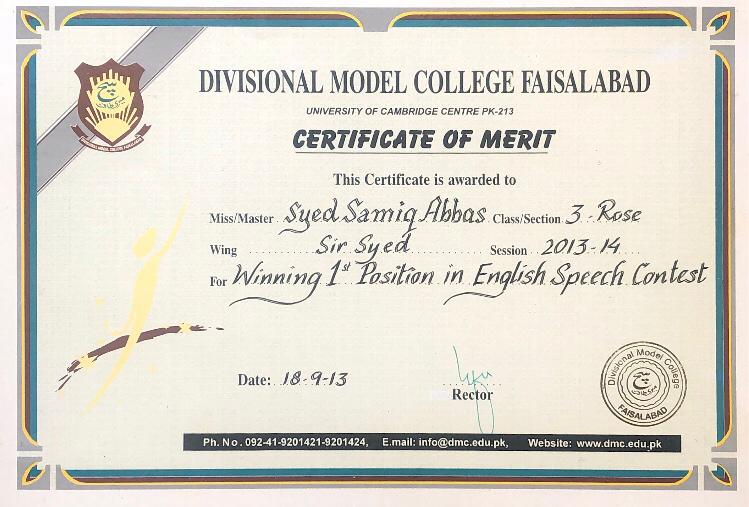 DIVISIONAL MODEL COLLEGE FAISALABAD
UNIVERSITY OF CAMBRIDGE CENTRE PK-213
CERTIFICATE OF MERIT
This Certificate is awarded to
Miss/Master Syed Samiq Abbas Class/Section 3-Rose
Wing Sir Syed Session 2013-14
For Winning 1st Position in English Speech Contest
Date: 18-9-13
Rector
Divisional Model College
FAISALABAD
Ph. No. 092-41-9201421-9201424, E.mail: info@dmc.edu.pk, Website: www.dmc.edu.pk